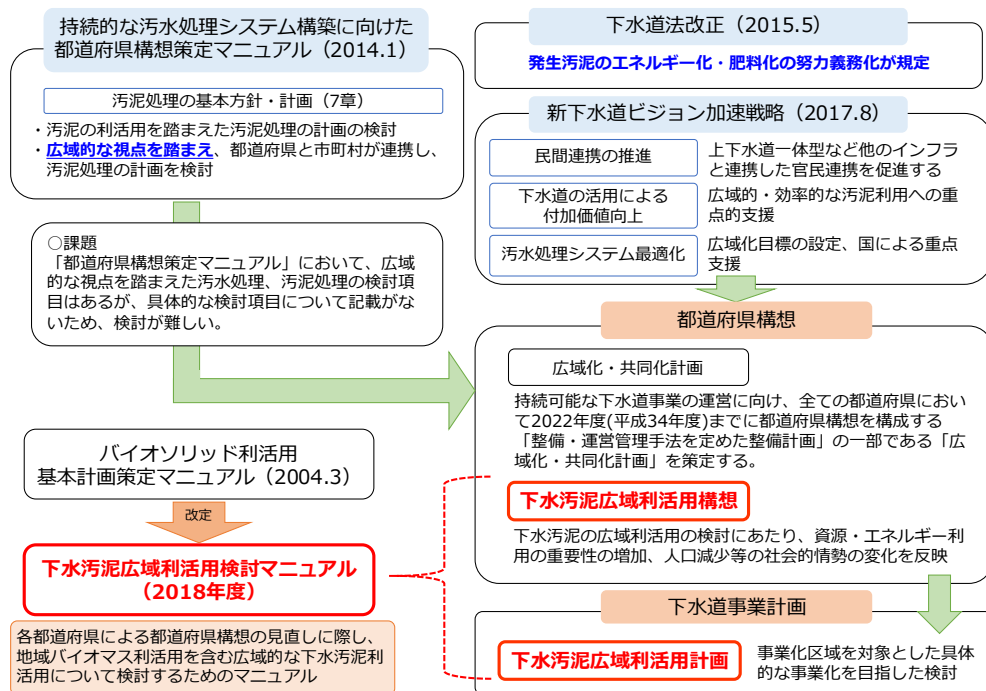 持続的な汚水処理システム構築に向けた
都道府県構想策定マニュアル（2014.1）
汚泥処理の基本方針・計画（7章）
・汚泥の利活用を踏まえた汚泥処理の計画の検討
・広域的な視点を踏まえ、都道府県と市町村が連携し、
汚泥処理の計画を検討
○課題
「都道府県構想策定マニュアル」において、広域
的な視点を踏まえた汚水処理、汚泥処理の検討項
目はあるが、具体的な検討項目について記載がな
いため、検討が難しい。
バイオソリッド利活用
基本計画策定マニュアル（2004.3）
改定
下水汚泥広域利活用検討マニュアル
（2018年度）
各都道府県による都道府県構想の見直しに際し、
地域バイオマス利活用を含む広域的な下水汚泥利
活用について検討するためのマニュアル
下水道法改正（2015.5）
発生汚泥のエネルギー化・肥料化の努力義務化が規定
新下水道ビジョン加速戦略（2017.8）
民間連携の推進
上下水道一体型など他のインフラ
と連携した官民連携を促進する
下水道の活用による
付加価値向上
広域的・効率的な汚泥利用への重
点的支援
汚水処理システム最適化
広域化目標の設定、国による重点
支援
都道府県構想
広域化・共同化計画
持続可能な下水道事業の運営に向け、全ての都道府県におい
て2022年度(平成34年度)までに都道府県構想を構成する
「整備・運営管理手法を定めた整備計画」の一部である「広
域化・共同化計画」を策定する。
下水汚泥広域利活用構想
下水汚泥の広域利活用の検討にあたり、資源・エネルギー利
用の重要性の増加、人口減少等の社会的情勢の変化を反映
下水道事業計画
下水汚泥広域利活用計画
事業化区域を対象とした具体
的な事業化を目指した検討